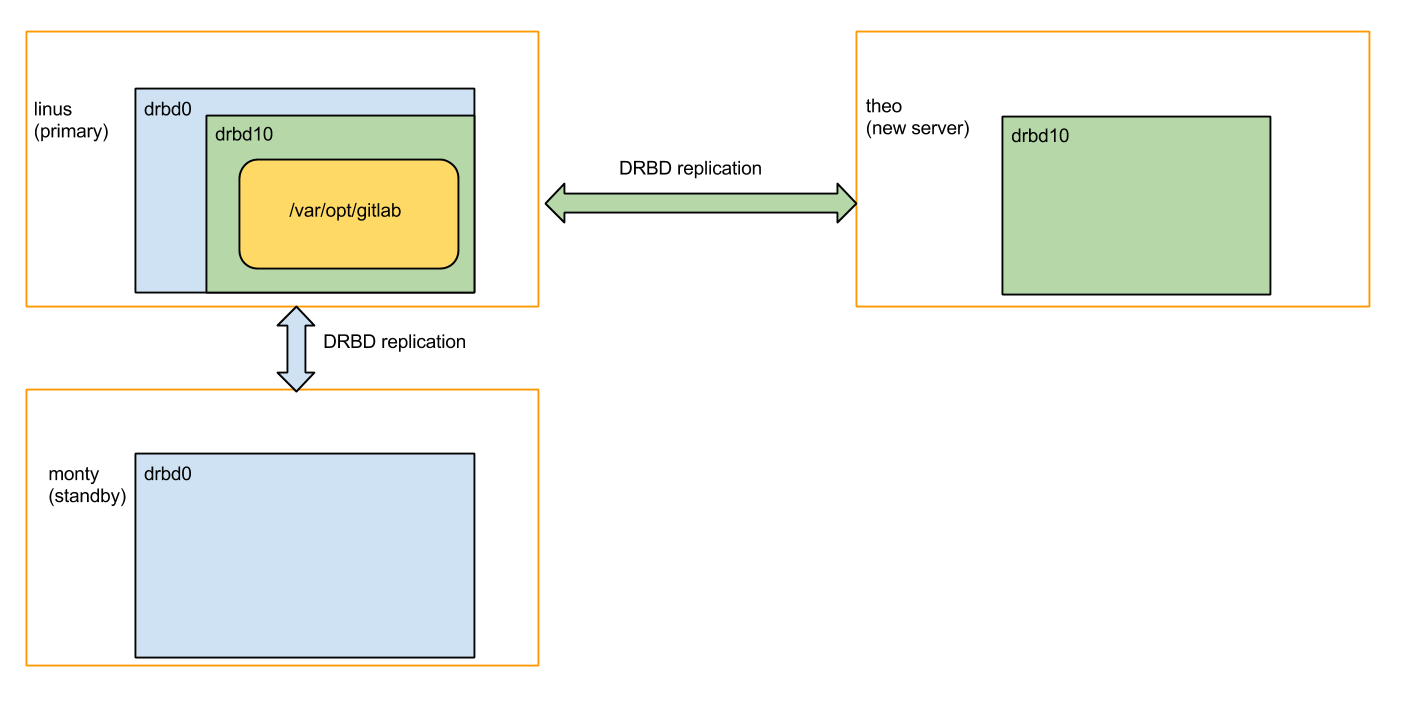 linus
(primary)
drbd0
drbd10
/var/opt/gitlab
DRBD replication
theo
(new server)
drbd10
DRBD replication
monty
(standby)
drbd0